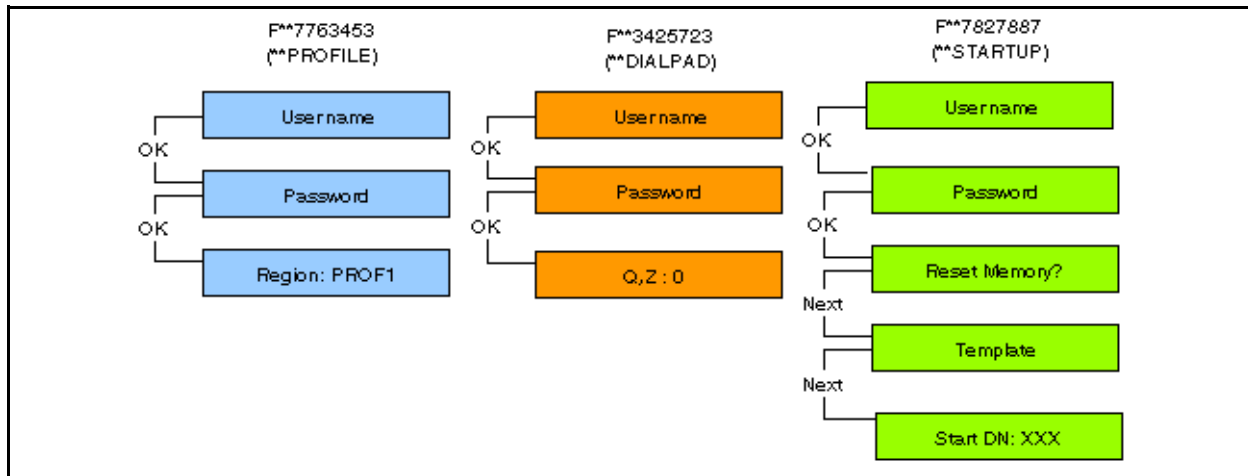 F**7763453
(**PROFILE)
Username
OK
Password
OK
Region: PROF1
F**3425723
(**DIALPAD)
Username
OK
Password
OK
Q,Z : 0
F**7827887
(**STARTUP)
Username
OK
Password
OK
Reset Memory?
Next
Template
Next
Start DN: XXX